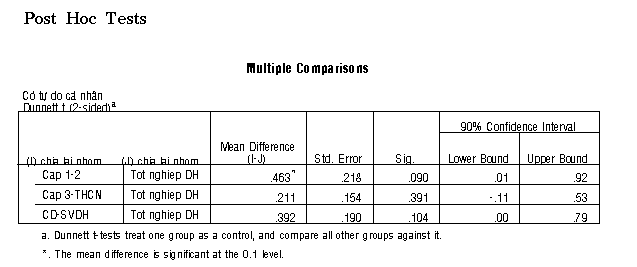 Post Hoc Tests
Multiple Comparisons
Có tự do cá nhân
Dunnett t (2-sided)a
90% Confidence Interval
(I) chia lai nhom (J) chia lai nhom Mean Difference (I-J) Std. Error Sig. Lower Bound Upper Bound
Cap 1-2 Tot nghiep DH .463* .218 .090 .01 .92
Cap 3-THCN Tot nghiep DH .211 .154 .391 -.11 .53
CD-SVDH Tot nghiep DH .392 .190 .104 .00 .79
a. Dunnett t-tests treat one group as a control, and compare all other groups against it.
*. The mean difference is significant at the 0.1 level.